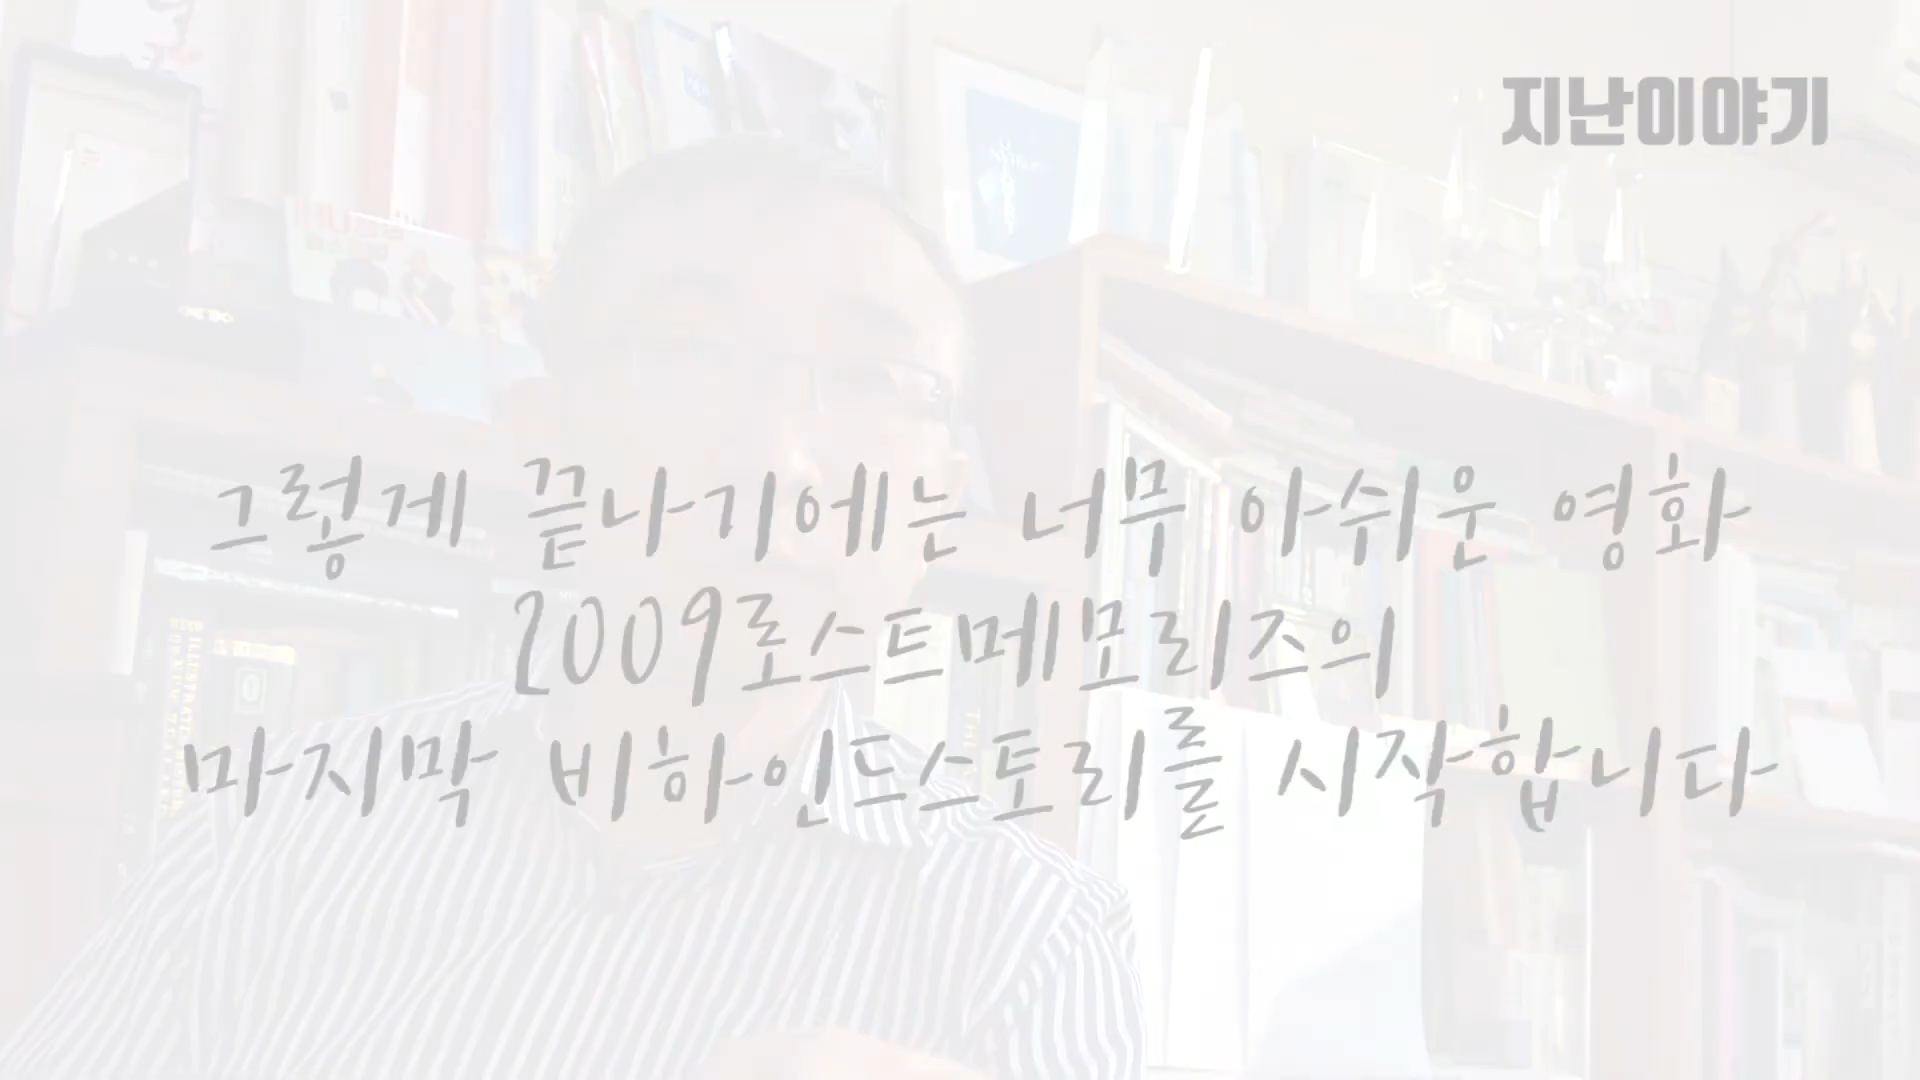 지난이야기
그렇게 끝나기에는 너무 아쉬운 영화
2009로스트메모리즈의
마지막 비하인드스토리를 시작합니다